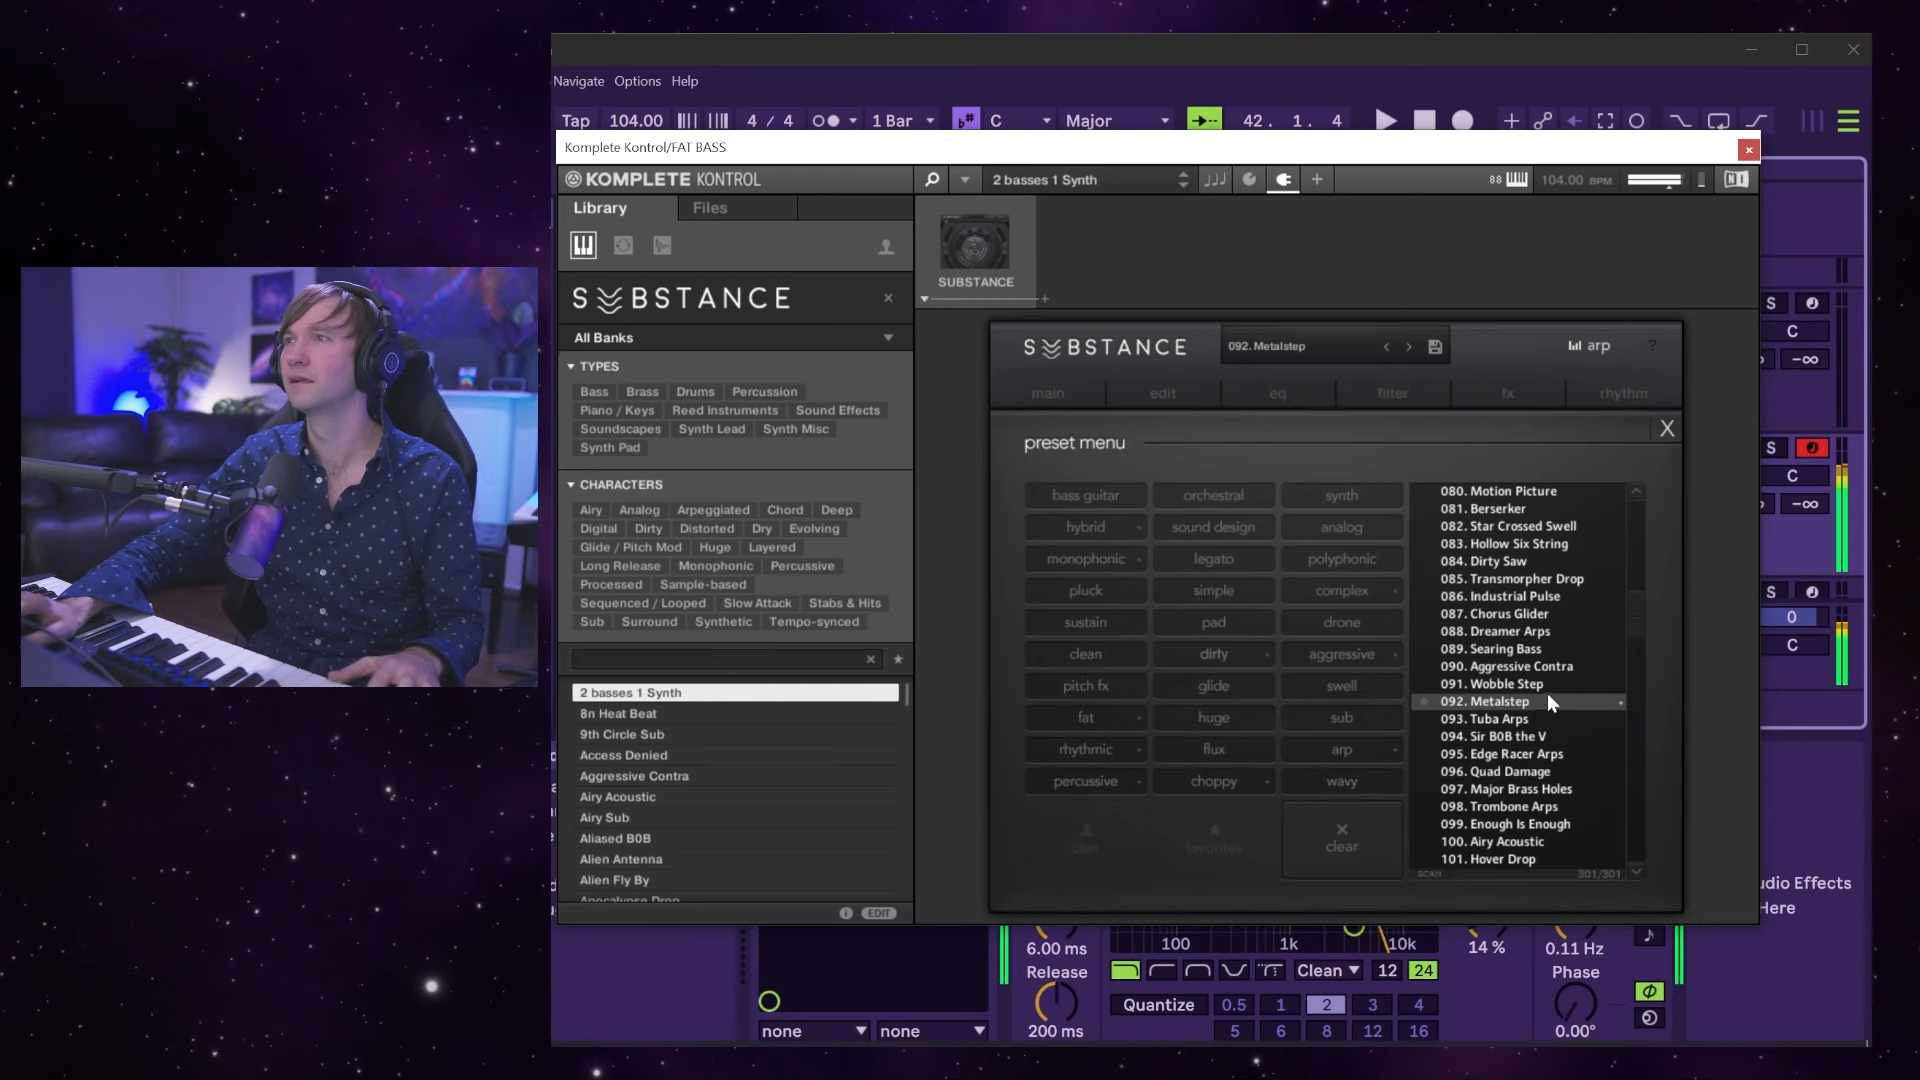 Navigate Options Help
Tap 104.00 4 / 4 1 Bar C Major 42. 1. 4
Komplete Kontrol/FAT BASS
KOMPLETE KONTROL
2 basses 1 Synth
88
104.00 BPM
Library Files
SUBSTANCE
All Banks
TYPES
Bass Brass Drums Percussion
Piano / Keys Reed Instruments Sound Effects
Soundscapes Synth Lead Synth Misc
Synth Pad
CHARACTERS
Airy Analog Arpeggiated Chord Deep
Digital Dirty Distorted Dry Evolving
Glide / Pitch Mod Huge Layered
Long Release Monophonic Percussive
Processed Sample-based
Sequenced / Looped Slow Attack Stabs & Hits
Sub Surround Synthetic Tempo-synced
2 basses 1 Synth
8n Heat Beat
9th Circle Sub
Access Denied
Aggressive Contra
Airy Acoustic
Airy Sub
Aliased B0B
Alien Antenna
Alien Fly By
Apocalypse Drop
EDIT
SUBSTANCE
SUBSTANCE
092. Metalstep
arp
?
main edit eq filter fx rhythm
preset menu
X
bass guitar orchestral synth
hybrid sound design analog
monophonic legato polyphonic
pluck simple complex
sustain pad drone
clean dirty aggressive
pitch fx glide swell
fat huge sub
rhythmic flux arp
percussive choppy wavy
user favorites clear
080. Motion Picture
081. Berserker
082. Star Crossed Swell
083. Hollow Six String
084. Dirty Saw
085. Transmorpher Drop
086. Industrial Pulse
087. Chorus Glider
088. Dreamer Arps
089. Searing Bass
090. Aggressive Contra
091. Wobble Step
092. Metalstep
093. Tuba Arps
094. Sir B0B the V
095. Edge Racer Arps
096. Quad Damage
097. Major Brass Holes
098. Trombone Arps
099. Enough Is Enough
100. Airy Acoustic
101. Hover Drop
SCAN 301/301
S
C
-∞
S
C
-∞
S
0
C
udio Effects
Here
6.00 ms
Release
200 ms
100 1k 10k
Clean 12 24
Quantize 0.5 1 2 3 4
5 6 8 12 16
14 %
0.11 Hz
Phase
0.00°
none none